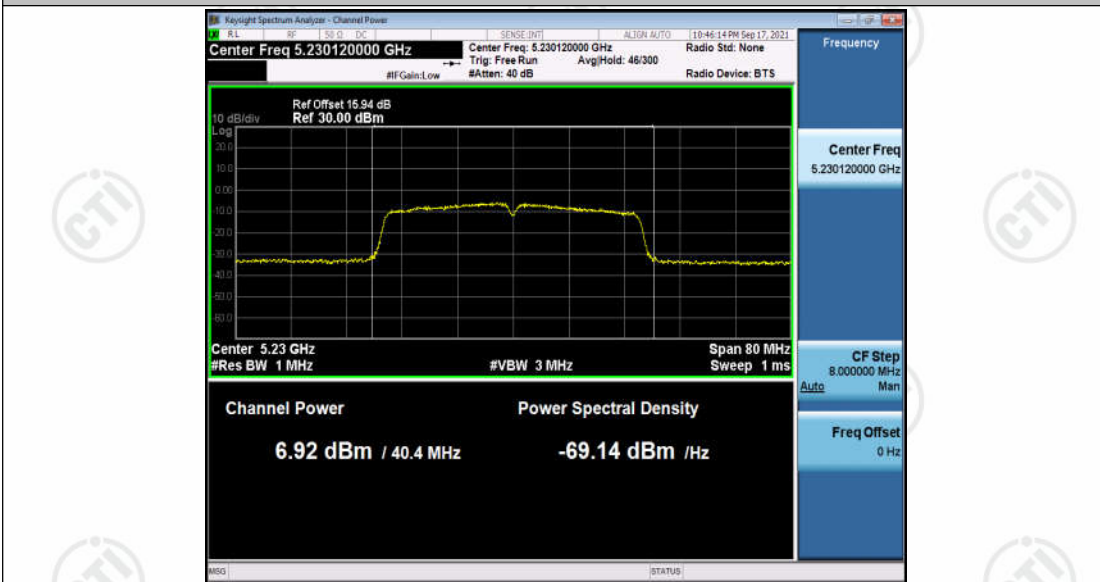 Keysight Spectrum Analyzer - Channel Power
RL RF 50 Ω DC SENSE:INT ALIGN AUTO 10:46:14 PM Sep 17, 2021
Center Freq 5.230120000 GHz
Center Freq: 5.230120000 GHz
Radio Std: None
Trig: Free Run Avg|Hold: 46/300
#IFGain:Low
#Atten: 40 dB
Radio Device: BTS
Frequency
Ref Offset 15.94 dB
10 dB/div Ref 30.00 dBm
Log
20.0
10.0
0.00
-10.0
-20.0
-30.0
-40.0
-50.0
-60.0
Center 5.23 GHz
Span 80 MHz
#Res BW 1 MHz
#VBW 3 MHz
Sweep 1 ms
Center Freq
5.230120000 GHz
CF Step
8.000000 MHz
Auto Man
Freq Offset
0 Hz
Channel Power
Power Spectral Density
6.92 dBm / 40.4 MHz
-69.14 dBm /Hz
MSG
STATUS
CTI
CTI
CTI
CTI